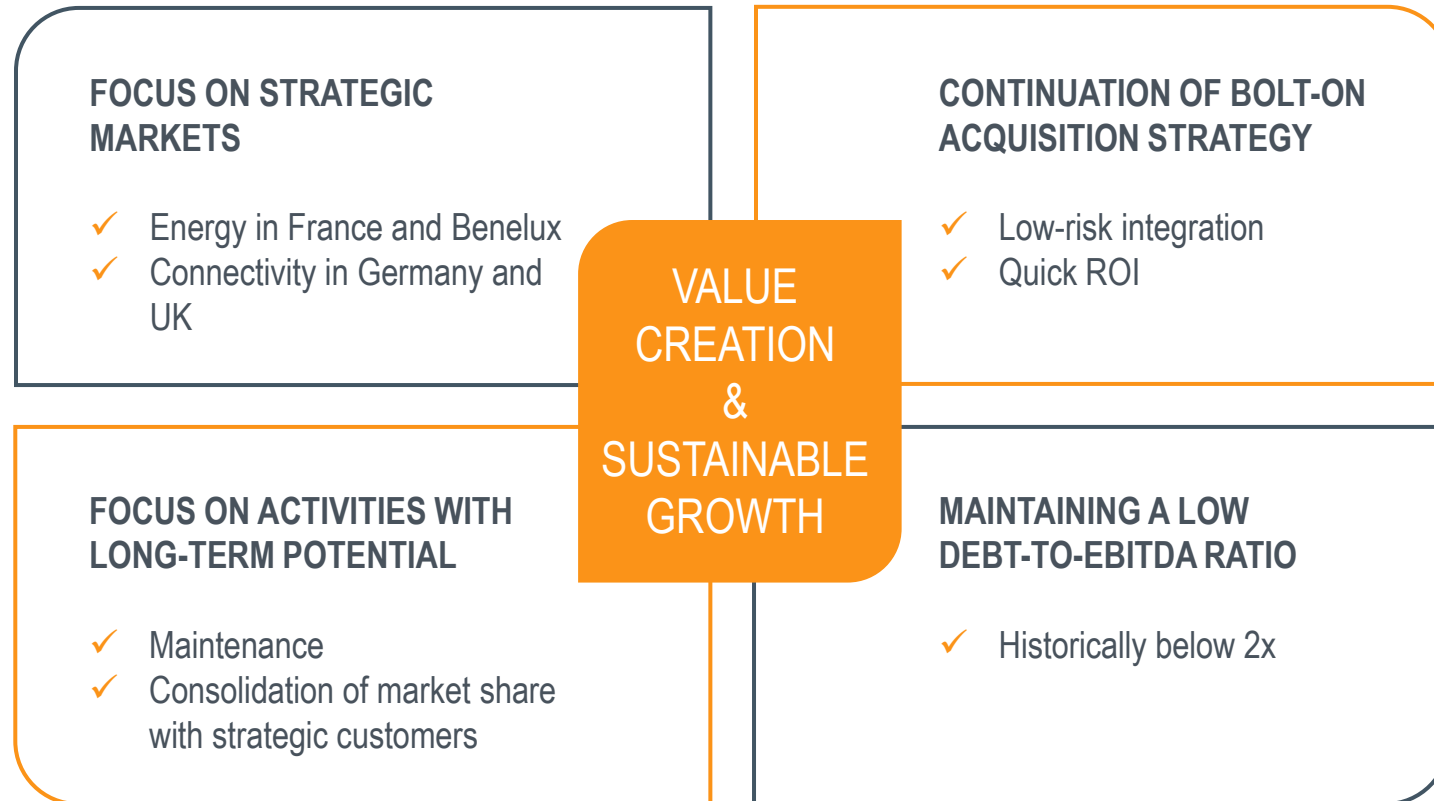 FOCUS ON STRATEGIC
MARKETS
✓ Energy in France and Benelux
✓ Connectivity in Germany and
UK
CONTINUATION OF BOLT-ON
ACQUISITION STRATEGY
✓ Low-risk integration
✓ Quick ROI
VALUE
CREATION
&
SUSTAINABLE
GROWTH
FOCUS ON ACTIVITIES WITH
LONG-TERM POTENTIAL
✓ Maintenance
✓ Consolidation of market share
with strategic customers
MAINTAINING A LOW
DEBT-TO-EBITDA RATIO
✓ Historically below 2x